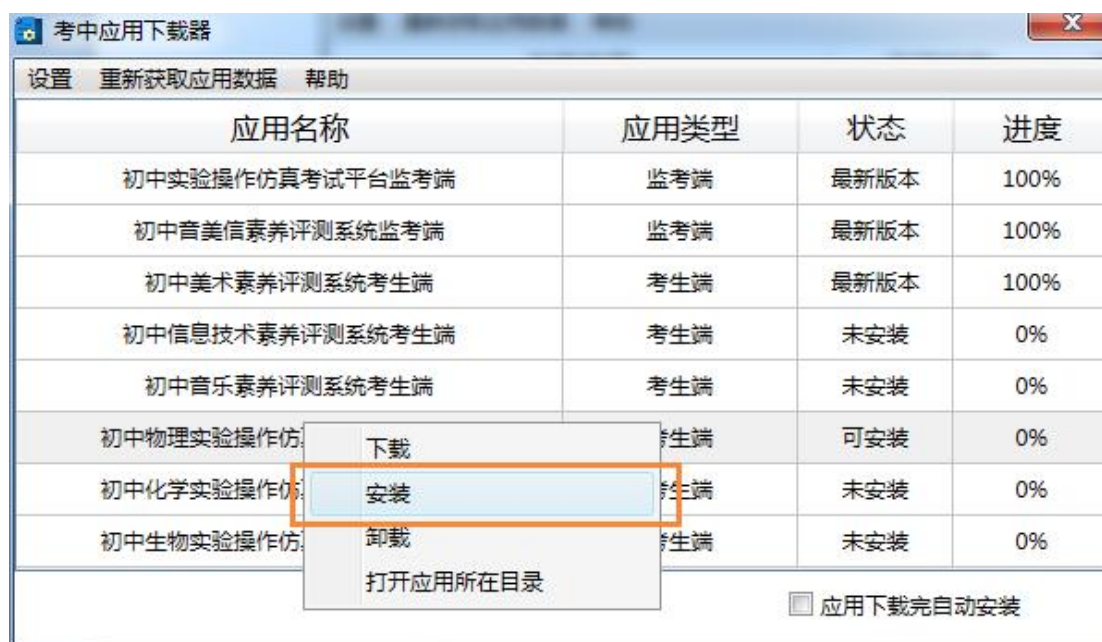 考中应用下载器
设置 重新获取应用数据 帮助
应用名称 应用类型 状态 进度
初中实验操作仿真考试平台监考端 监考端 最新版本 100%
初中音美信素养评测系统监考端 监考端 最新版本 100%
初中美术素养评测系统考生端 考生端 最新版本 100%
初中信息技术素养评测系统考生端 考生端 未安装 0%
初中音乐素养评测系统考生端 考生端 未安装 0%
初中物理实验操作仿 生端 可安装 0%
下载
初中化学实验操作仿 生端 未安装 0%
安装
初中生物实验操作仿 生端 未安装 0%
卸载
打开应用所在目录
应用下载完自动安装